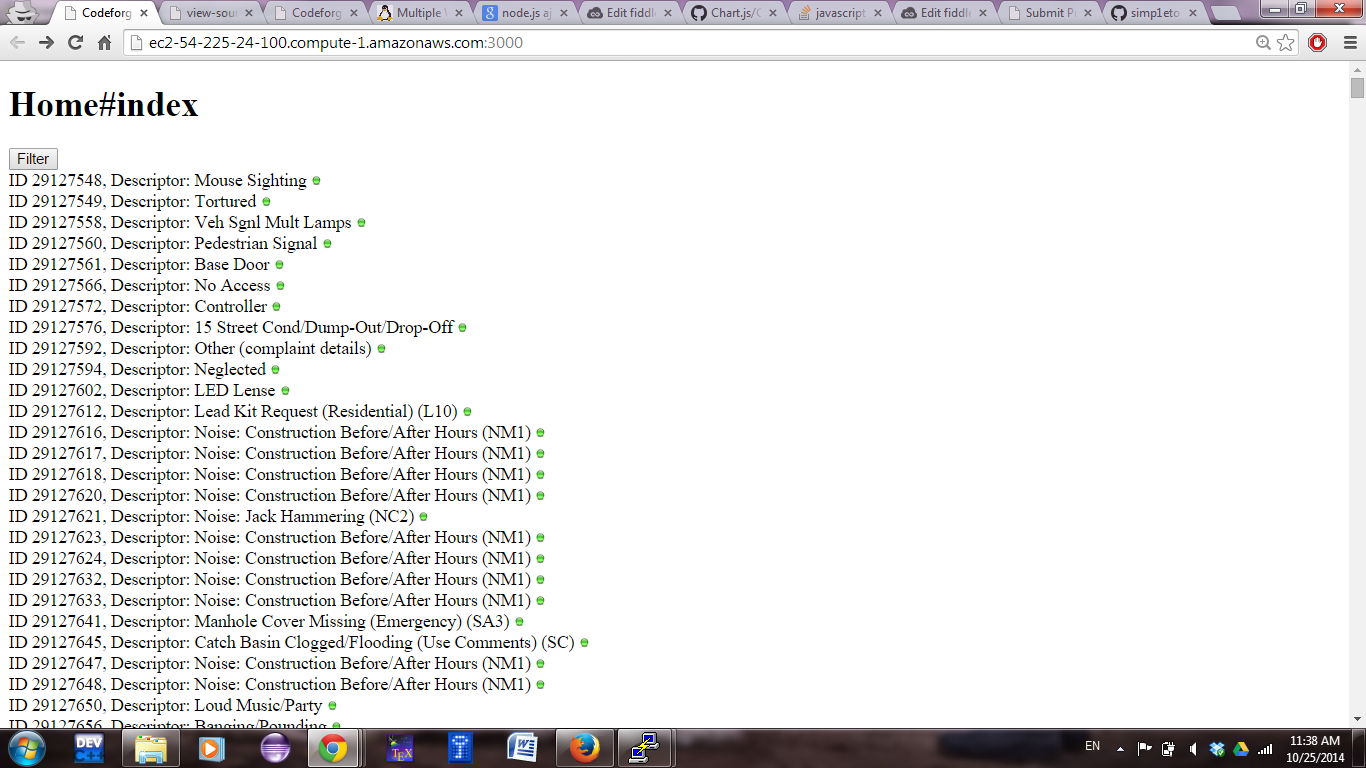 Codeforg
view-sour
Codeforg
Multiple
node.js aj
Edit fiddle
Chart.js/C
javascript
Edit fiddle
Submit P
simp1eto
ec2-54-225-24-100.compute-1.amazonaws.com:3000
Home#index
Filter
ID 29127548, Descriptor: Mouse Sighting
ID 29127549, Descriptor: Tortured
ID 29127558, Descriptor: Veh Sgnl Mult Lamps
ID 29127560, Descriptor: Pedestrian Signal
ID 29127561, Descriptor: Base Door
ID 29127566, Descriptor: No Access
ID 29127572, Descriptor: Controller
ID 29127576, Descriptor: 15 Street Cond/Dump-Out/Drop-Off
ID 29127592, Descriptor: Other (complaint details)
ID 29127594, Descriptor: Neglected
ID 29127602, Descriptor: LED Lense
ID 29127612, Descriptor: Lead Kit Request (Residential) (L10)
ID 29127616, Descriptor: Noise: Construction Before/After Hours (NM1)
ID 29127617, Descriptor: Noise: Construction Before/After Hours (NM1)
ID 29127618, Descriptor: Noise: Construction Before/After Hours (NM1)
ID 29127620, Descriptor: Noise: Construction Before/After Hours (NM1)
ID 29127621, Descriptor: Noise: Jack Hammering (NC2)
ID 29127623, Descriptor: Noise: Construction Before/After Hours (NM1)
ID 29127624, Descriptor: Noise: Construction Before/After Hours (NM1)
ID 29127632, Descriptor: Noise: Construction Before/After Hours (NM1)
ID 29127633, Descriptor: Noise: Construction Before/After Hours (NM1)
ID 29127641, Descriptor: Manhole Cover Missing (Emergency) (SA3)
ID 29127645, Descriptor: Catch Basin Clogged/Flooding (Use Comments) (SC)
ID 29127647, Descriptor: Noise: Construction Before/After Hours (NM1)
ID 29127648, Descriptor: Noise: Construction Before/After Hours (NM1)
ID 29127650, Descriptor: Loud Music/Party
ID 29127656, Descriptor: Banging/Pounding
DEV
C++
TEX
EN
11:38 AM
10/25/2014